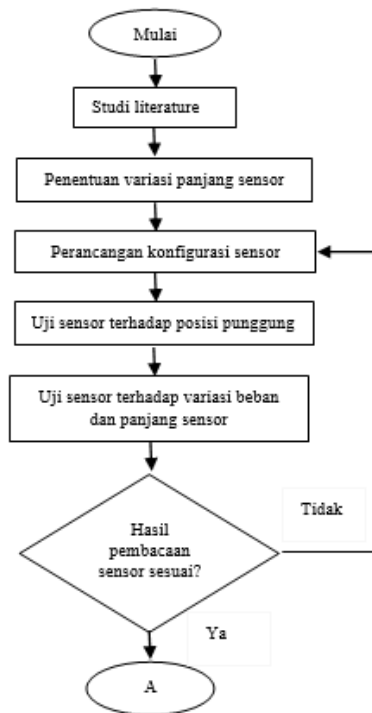 Mulai
Studi literature
Penentuan variasi panjang sensor
Perancangan konfigurasi sensor
Uji sensor terhadap posisi punggung
Uji sensor terhadap variasi beban
dan panjang sensor
Hasil
pembacaan
sensor sesuai?
Tidak
Ya
A